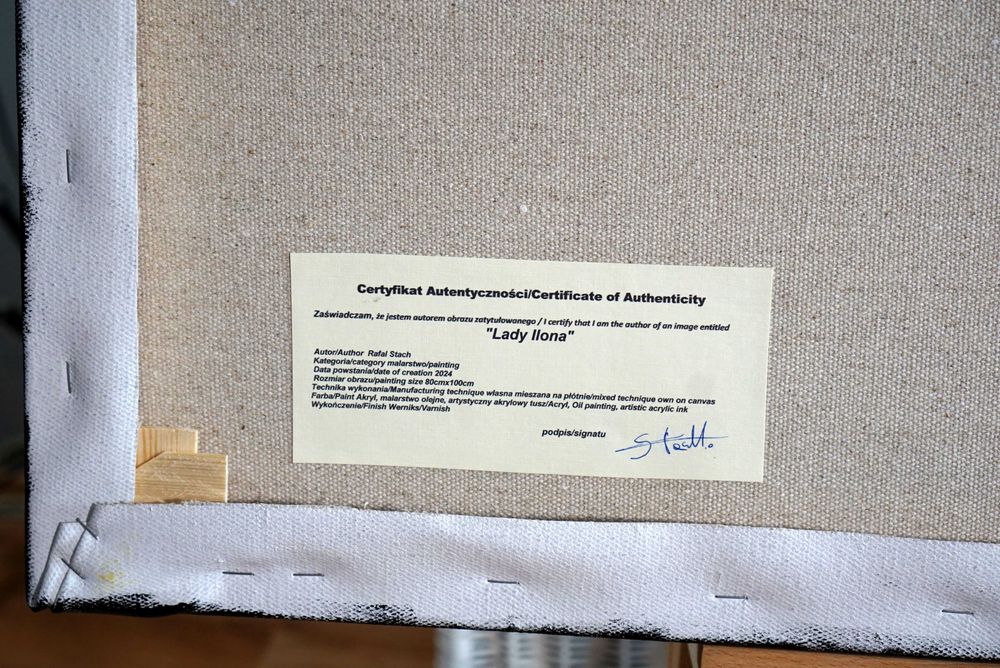 Certyfikat Autentyczności/Certificate of Authenticity
Zaświadczam, że jestem autorem obrazu zatytułowanego / I certify that I am the author of an image entitled
"Lady Ilona"
Autor/Author Rafal Stach
Kategoria/category malarstwo/painting
Data powstania/date of creation 2024
Rozmiar obrazu/painting size 80cmx100cm
Technika wykonania/Manufacturing technique własna mieszana na płótnie/mixed technique own on canvas
Farba/Paint Akryl, malarstwo olejne, artystyczny akrylowy tusz/Acryl, Oil painting, artistic acrylic ink
Wykończenie/Finish Werniks/Varnish
podpis/signatu